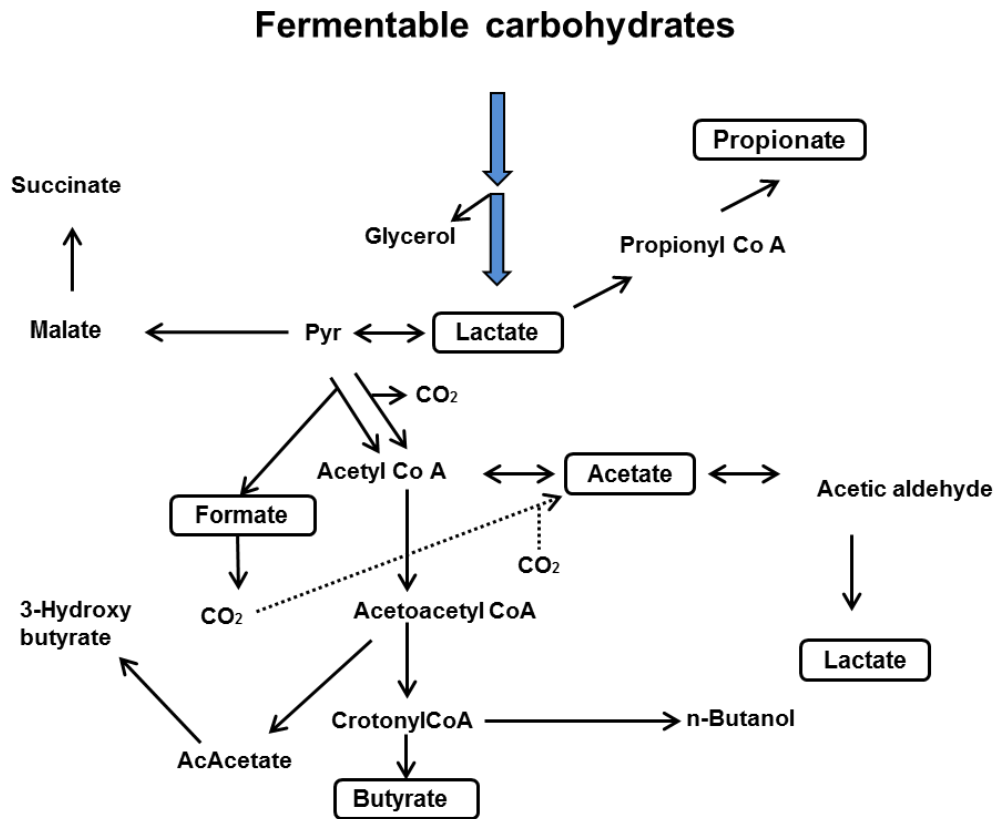 Fermentable carbohydrates
Propionate
Succinate
Glycerol
Propionyl Co A
Malate
Pyr
Lactate
CO₂
Acetyl Co A
Acetate
Acetic aldehyde
Formate
CO₂
3-Hydroxy
butyrate
CO₂
Acetoacetyl CoA
Lactate
CrotonylCoA
n-Butanol
AcAcetate
Butyrate